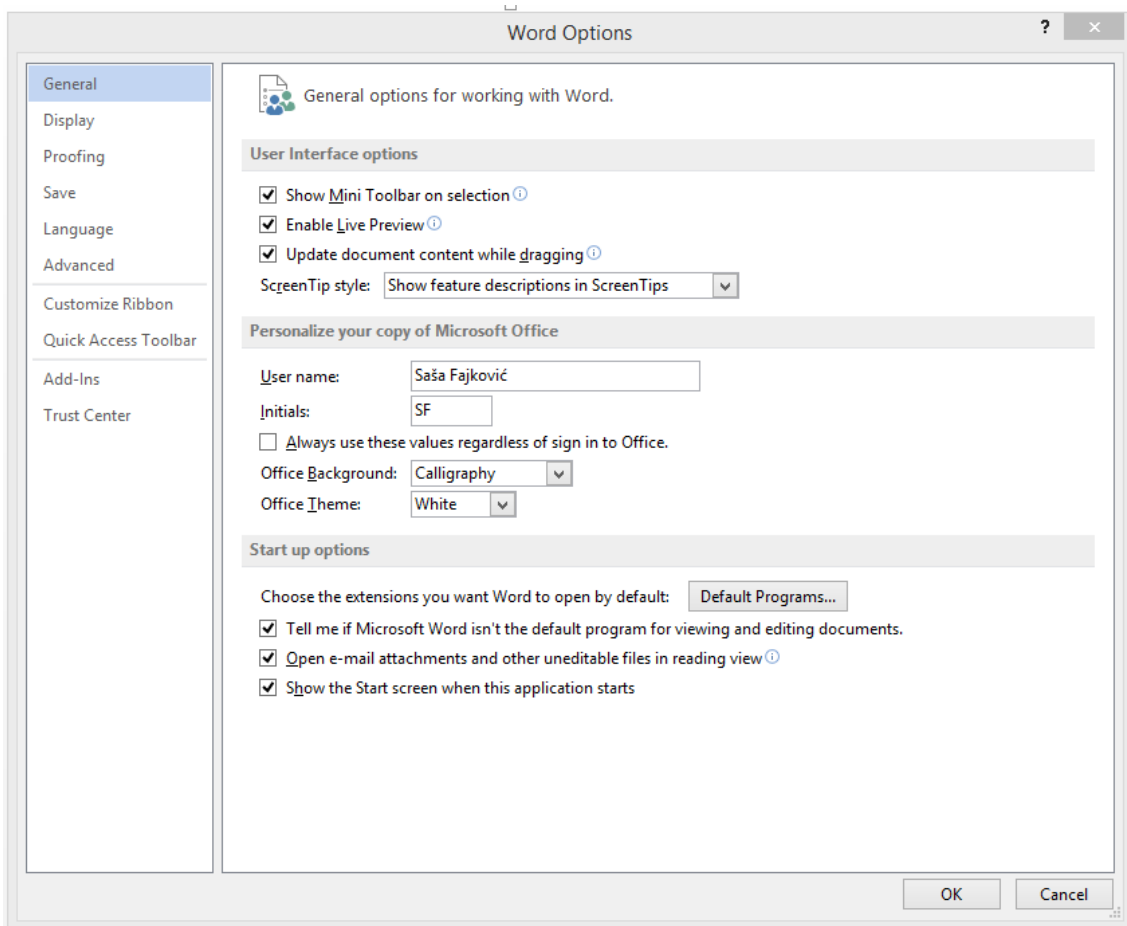 Word Options
?
General
Display
Proofing
Save
Language
Advanced
Customize Ribbon
Quick Access Toolbar
Add-Ins
Trust Center
General options for working with Word.
User Interface options
Show Mini Toolbar on selection
Enable Live Preview
Update document content while dragging
ScreenTip style: Show feature descriptions in ScreenTips
Personalize your copy of Microsoft Office
User name: Saša Fajković
Initials: SF
Always use these values regardless of sign in to Office.
Office Background: Calligraphy
Office Theme: White
Start up options
Choose the extensions you want Word to open by default: Default Programs...
Tell me if Microsoft Word isn't the default program for viewing and editing documents.
Open e-mail attachments and other uneditable files in reading view
Show the Start screen when this application starts
OK Cancel